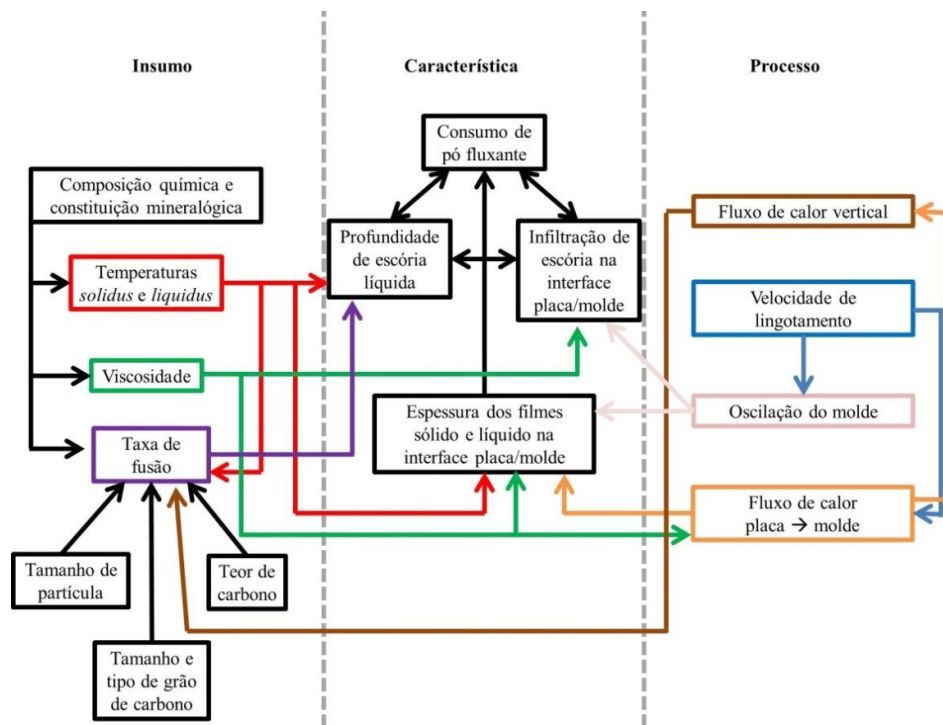 Insumo
Característica
Processo
Consumo de
pó fluxante
Composição química e
constituição mineralógica
Profundidade
de escória
líquida
Infiltração de
escória na
interface
placa/molde
Fluxo de calor vertical
Temperaturas
solidus e liquidus
Velocidade de
lingotamento
Viscosidade
Espessura dos filmes
sólido e líquido na
interface placa/molde
Oscilação do molde
Taxa de
fusão
Fluxo de calor
placa → molde
Tamanho de
partícula
Teor de
carbono
Tamanho e
tipo de grão
de carbono